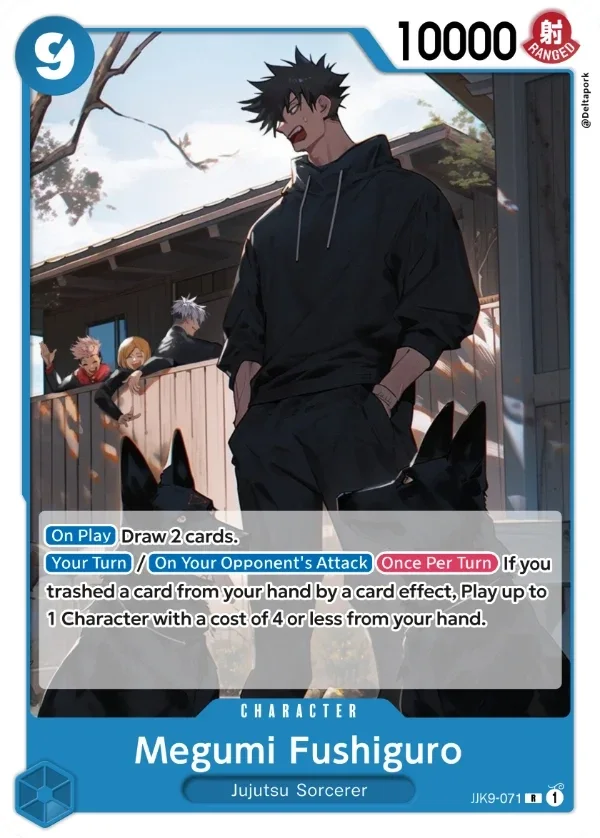 9
10000
射
RANGED
@Deltapork
On Play Draw 2 cards.
Your Turn / On Your Opponent's Attack Once Per Turn If you
trashed a card from your hand by a card effect, Play up to
1 Character with a cost of 4 or less from your hand.
CHARACTER
Megumi Fushiguro
Jujutsu Sorcerer
JJK9-071 R 1